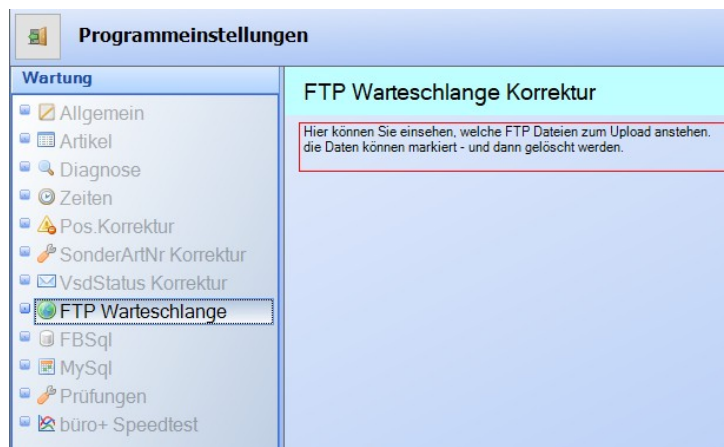 Programmeinstellungen
Wartung
Allgemein
Artikel
Diagnose
Zeiten
Pos.Korrektur
SonderArtNr Korrektur
VsdStatus Korrektur
FTP Warteschlange
FBSql
MySql
Prüfungen
büro+ Speedtest
FTP Warteschlange Korrektur
Hier können Sie einsehen, welche FTP Dateien zum Upload anstehen.
die Daten können markiert - und dann gelöscht werden.